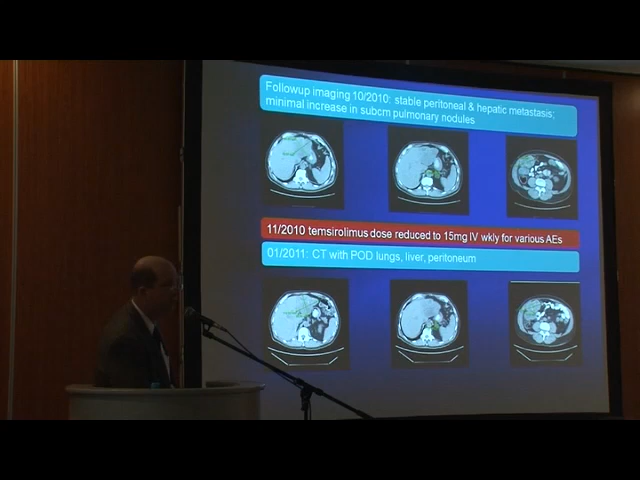 Followup imaging 10/2010: stable peritoneal & hepatic metastasis;
minimal increase in subcm pulmonary nodules
11/2010 temsirolimus dose reduced to 15mg IV wkly for various AEs
01/2011: CT with POD lungs, liver, peritoneum